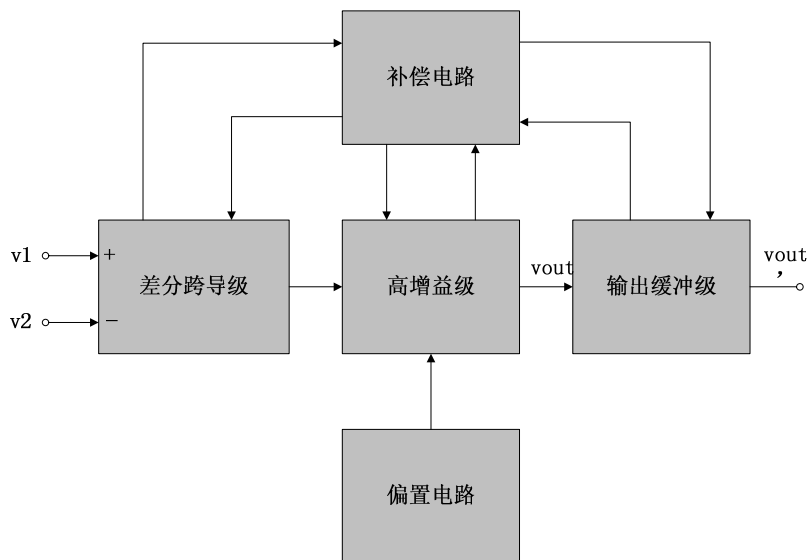 补偿电路
v1
+
差分跨导级
v2
−
高增益级
vout
输出缓冲级
vout
，
偏置电路